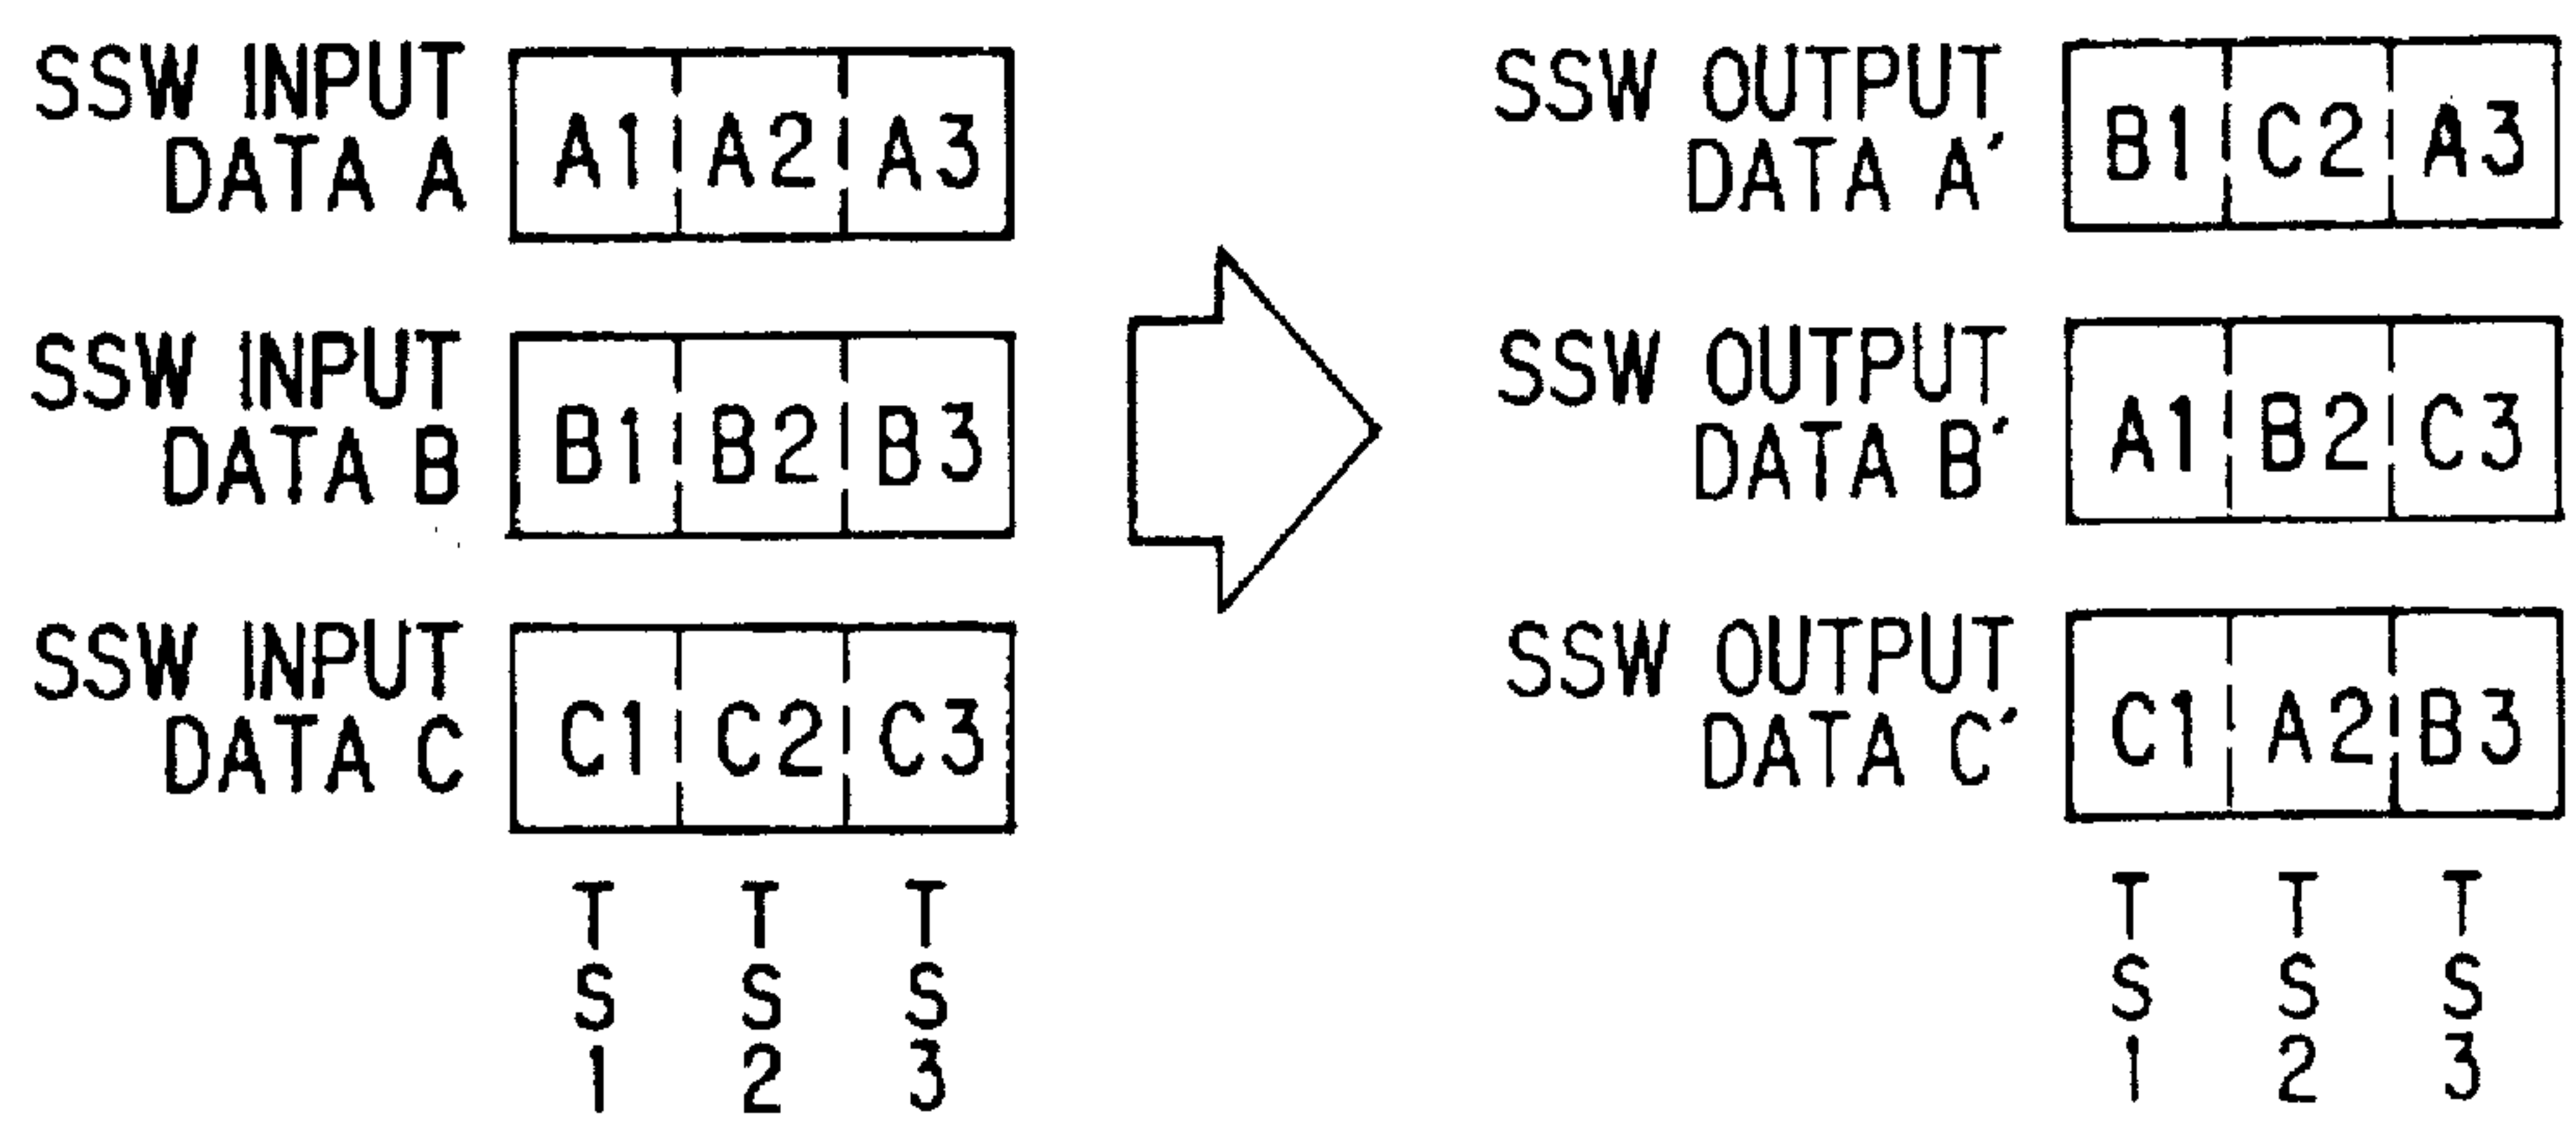 SSW INPUT
DATA A
A1 A2 A3
SSW INPUT
DATA B
B1 B2 B3
SSW INPUT
DATA C
C1 C2 C3
T S 1
T S 2
T S 3
SSW OUTPUT
DATA A´
B1 C2 A3
SSW OUTPUT
DATA B´
A1 B2 C3
SSW OUTPUT
DATA C´
C1 A2 B3
T S 1
T S 2
T S 3